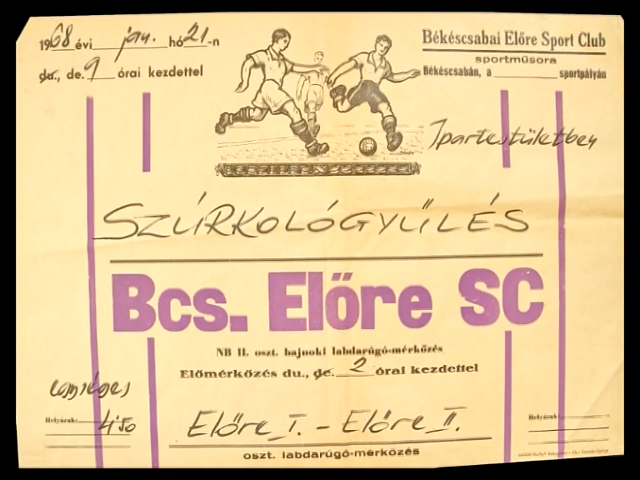 1968 évi jan. hó 21-n
du., de. 9 órai kezdettel
Békéscsabai Előre Sport Club
sportműsora
Békéscsabán, a sportpályán
Ipartestületben
SZÚRKOLÓGYŰLÉS
Bcs. Előre SC
NB II. oszt. bajnoki labdarúgó-mérkőzés
Előmérkőzés du., de. 2 órai kezdettel
egységes
Helyárak:
4'50
Előre I. - Előre II.
Helyárak:
oszt. labdarúgó-mérkőzés